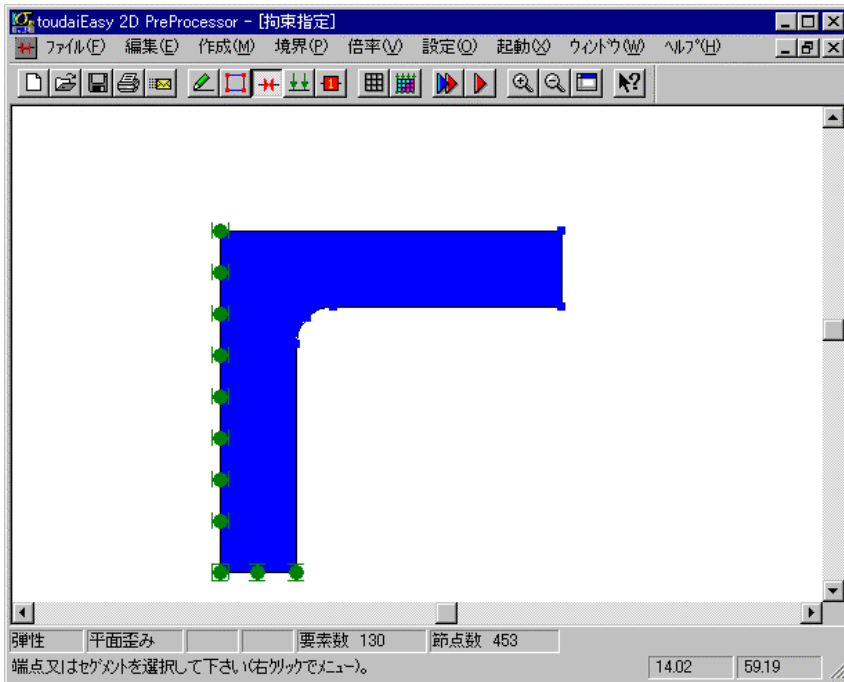 toudaiEasy 2D PreProcessor - [拘束指定]
ファイル(F) 編集(E) 作成(M) 境界(P) 倍率(V) 設定(O) 起動(X) ウィンドウ(W) ヘルプ(H)
1
弾性 平面歪み 要素数 130 節点数 453
端点又はセグメントを選択して下さい(右クリックでメニュー)。 14.02 59.19